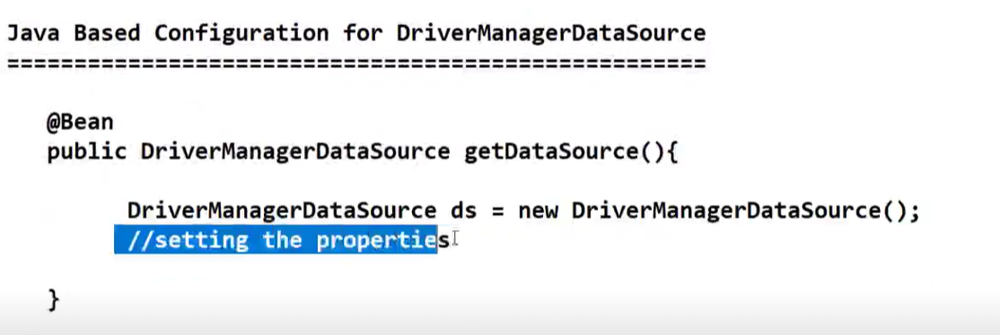 Java Based Configuration for DriverManagerDataSource
====================================================
@Bean
public DriverManagerDataSource getDataSource(){
DriverManagerDataSource ds = new DriverManagerDataSource();
//setting the properties
}